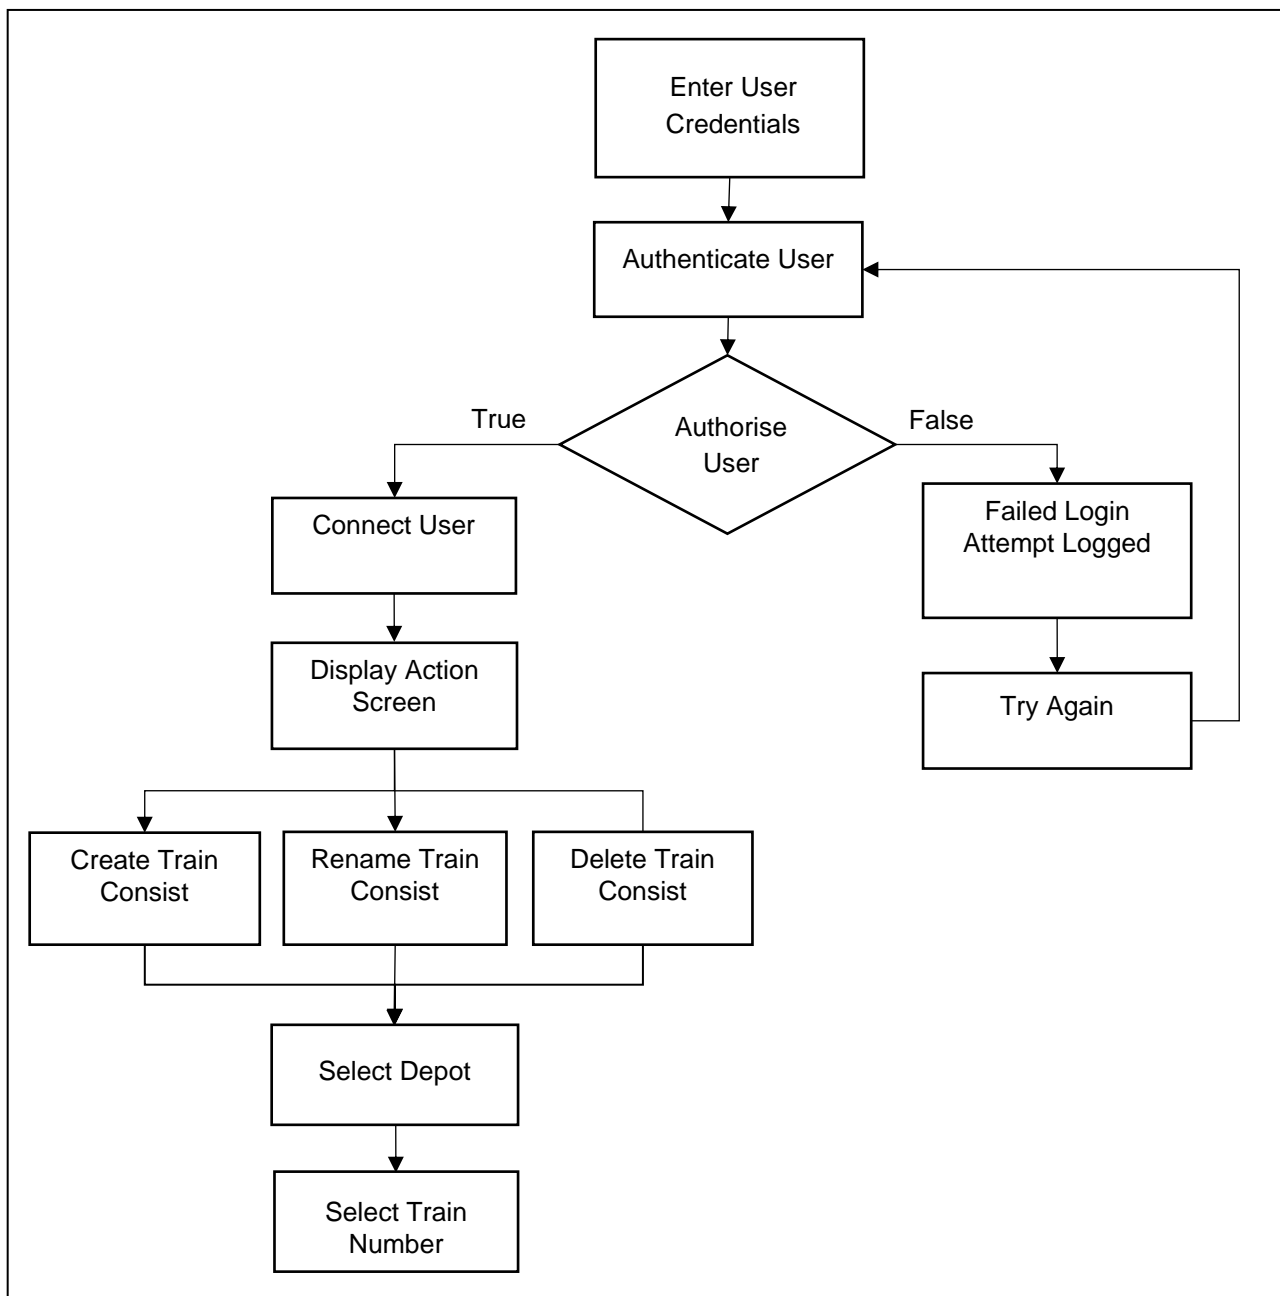 Enter User
Credentials
Authenticate User
True
False
Authorise
User
Connect User
Failed Login
Attempt Logged
Display Action
Screen
Try Again
Create Train
Consist
Rename Train
Consist
Delete Train
Consist
Select Depot
Select Train
Number